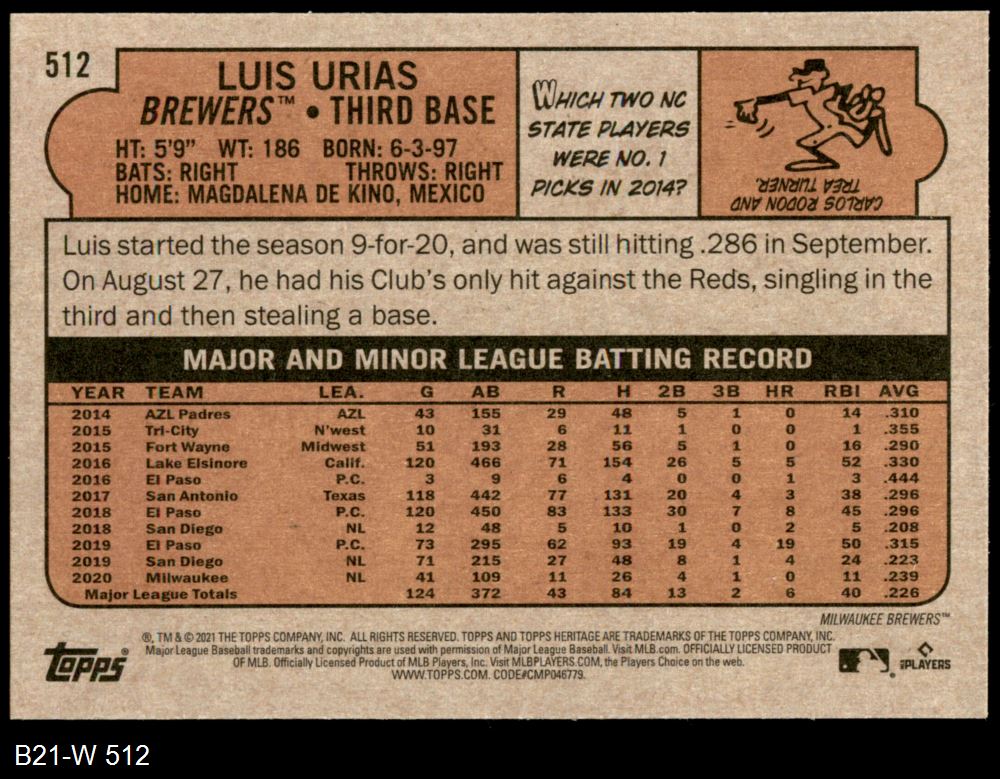 512
LUIS URIAS
BREWERS™ • THIRD BASE
HT: 5'9" WT: 186 BORN: 6-3-97
BATS: RIGHT THROWS: RIGHT
HOME: MAGDALENA DE KINO, MEXICO
WHICH TWO NC
STATE PLAYERS
WERE NO. 1
PICKS IN 2014?
CARLOS RODON AND
TREA TURNER.
Luis started the season 9-for-20, and was still hitting .286 in September.
On August 27, he had his Club's only hit against the Reds, singling in the
third and then stealing a base.
MAJOR AND MINOR LEAGUE BATTING RECORD
YEAR TEAM LEA. G AB R H 2B 3B HR RBI AVG
2014 AZL Padres AZL 43 155 29 48 5 1 0 14 .310
2015 Tri-City N'west 10 31 6 11 1 0 0 1 .355
2015 Fort Wayne Midwest 51 193 28 56 5 1 0 16 .290
2016 Lake Elsinore Calif. 120 466 71 154 26 5 5 52 .330
2016 El Paso P.C. 3 9 6 4 0 0 1 3 .444
2017 San Antonio Texas 118 442 77 131 20 4 3 38 .296
2018 El Paso P.C. 120 450 83 133 30 7 8 45 .296
2018 San Diego NL 12 48 5 10 1 0 2 5 .208
2019 El Paso P.C. 73 295 62 93 19 4 19 50 .315
2019 San Diego NL 71 215 27 48 8 1 4 24 .223
2020 Milwaukee NL 41 109 11 26 4 1 0 11 .239
Major League Totals 124 372 43 84 13 2 6 40 .226
MILWAUKEE BREWERS™
®, TM & © 2021 THE TOPPS COMPANY, INC. ALL RIGHTS RESERVED. TOPPS AND TOPPS HERITAGE ARE TRADEMARKS OF THE TOPPS COMPANY, INC.
Major League Baseball trademarks and copyrights are used with permission of Major League Baseball. Visit MLB.com. OFFICIALLY LICENSED PRODUCT
OF MLB. Officially Licensed Product of MLB Players, Inc. Visit MLBPLAYERS.COM, the Players Choice on the web.
WWW.TOPPS.COM. CODE#CMP046779.
topps®
MLB PLAYERS
B21-W 512